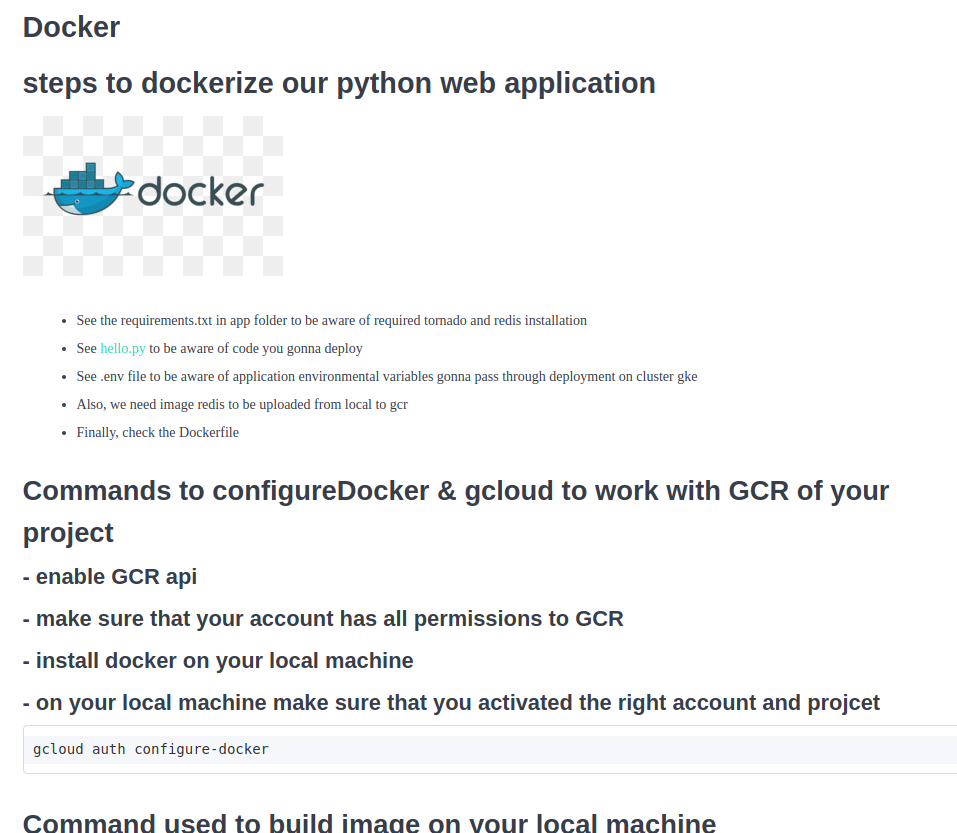 Docker
steps to dockerize our python web application
docker
See the requirements.txt in app folder to be aware of required tornado and redis installation
See hello.py to be aware of code you gonna deploy
See .env file to be aware of application environmental variables gonna pass through deployment on cluster gke
Also, we need image redis to be uploaded from local to gcr
Finally, check the Dockerfile
Commands to configureDocker & gcloud to work with GCR of your
project
- enable GCR api
- make sure that your account has all permissions to GCR
- install docker on your local machine
- on your local machine make sure that you activated the right account and projcet
gcloud auth configure-docker
Command used to build image on your local machine